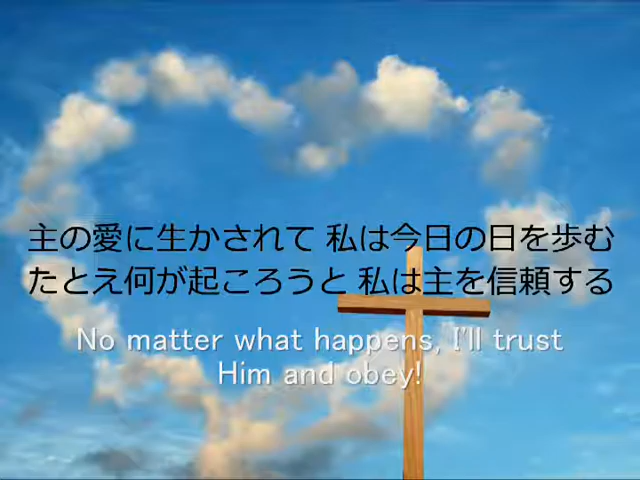 主の愛に生かされて 私は今日の日を歩む
たとえ何が起ころうと 私は主を信頼する
No matter what happens, I'll trust
Him and obey!